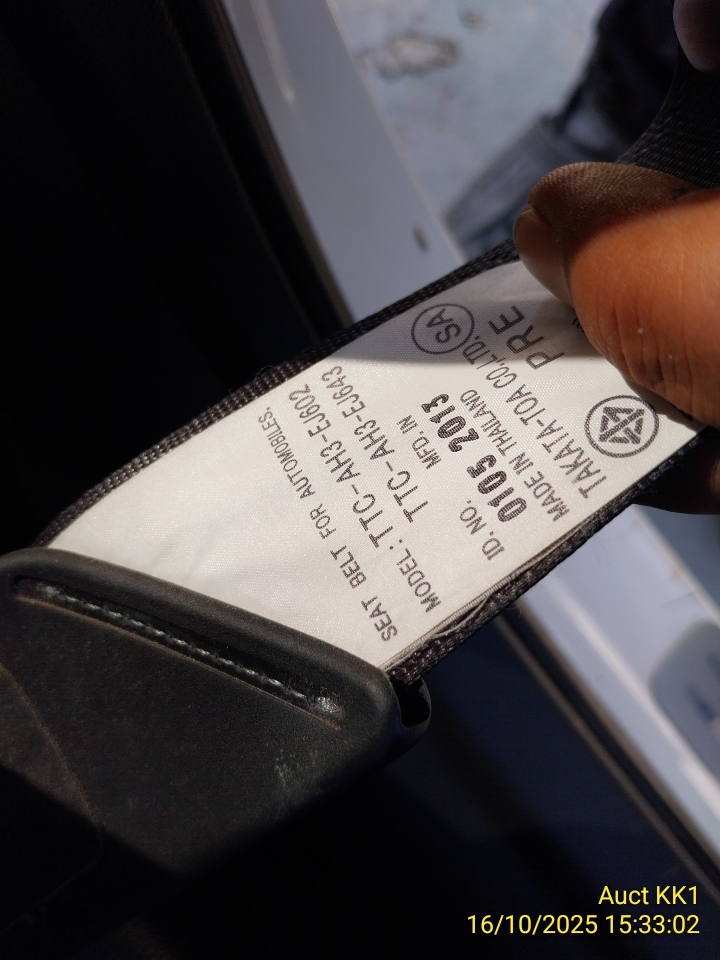 SEAT BELT FOR AUTOMOBILES.
MODEL : TTC-AH3-EJ602
TTC-AH3-EJ643
ID. NO. MFD. IN
0105 2013
MADE IN THAILAND
TAKATA-TOA CO.,LTD.
SA
PRE
Auct KK1
16/10/2025 15:33:02